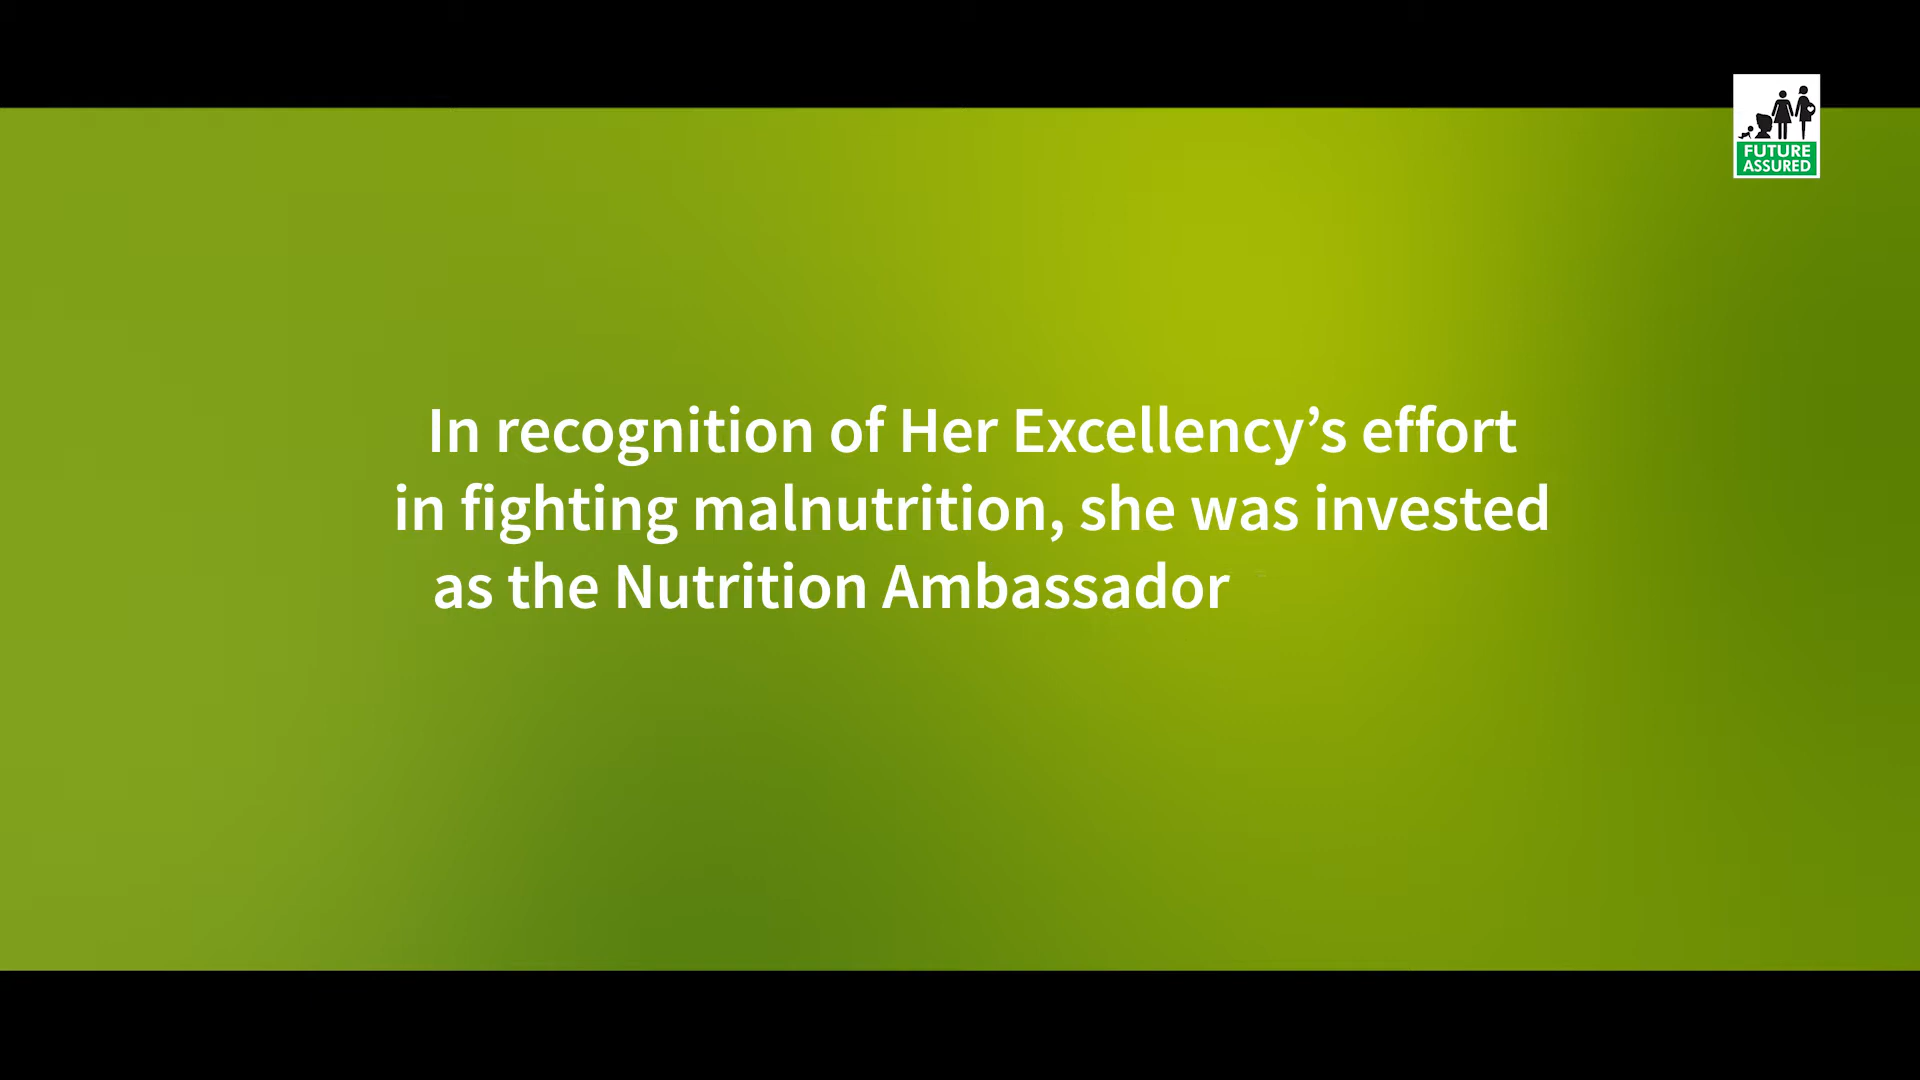 FUTURE
ASSURED
In recognition of Her Excellency’s effort
in fighting malnutrition, she was invested
as the Nutrition Ambassador